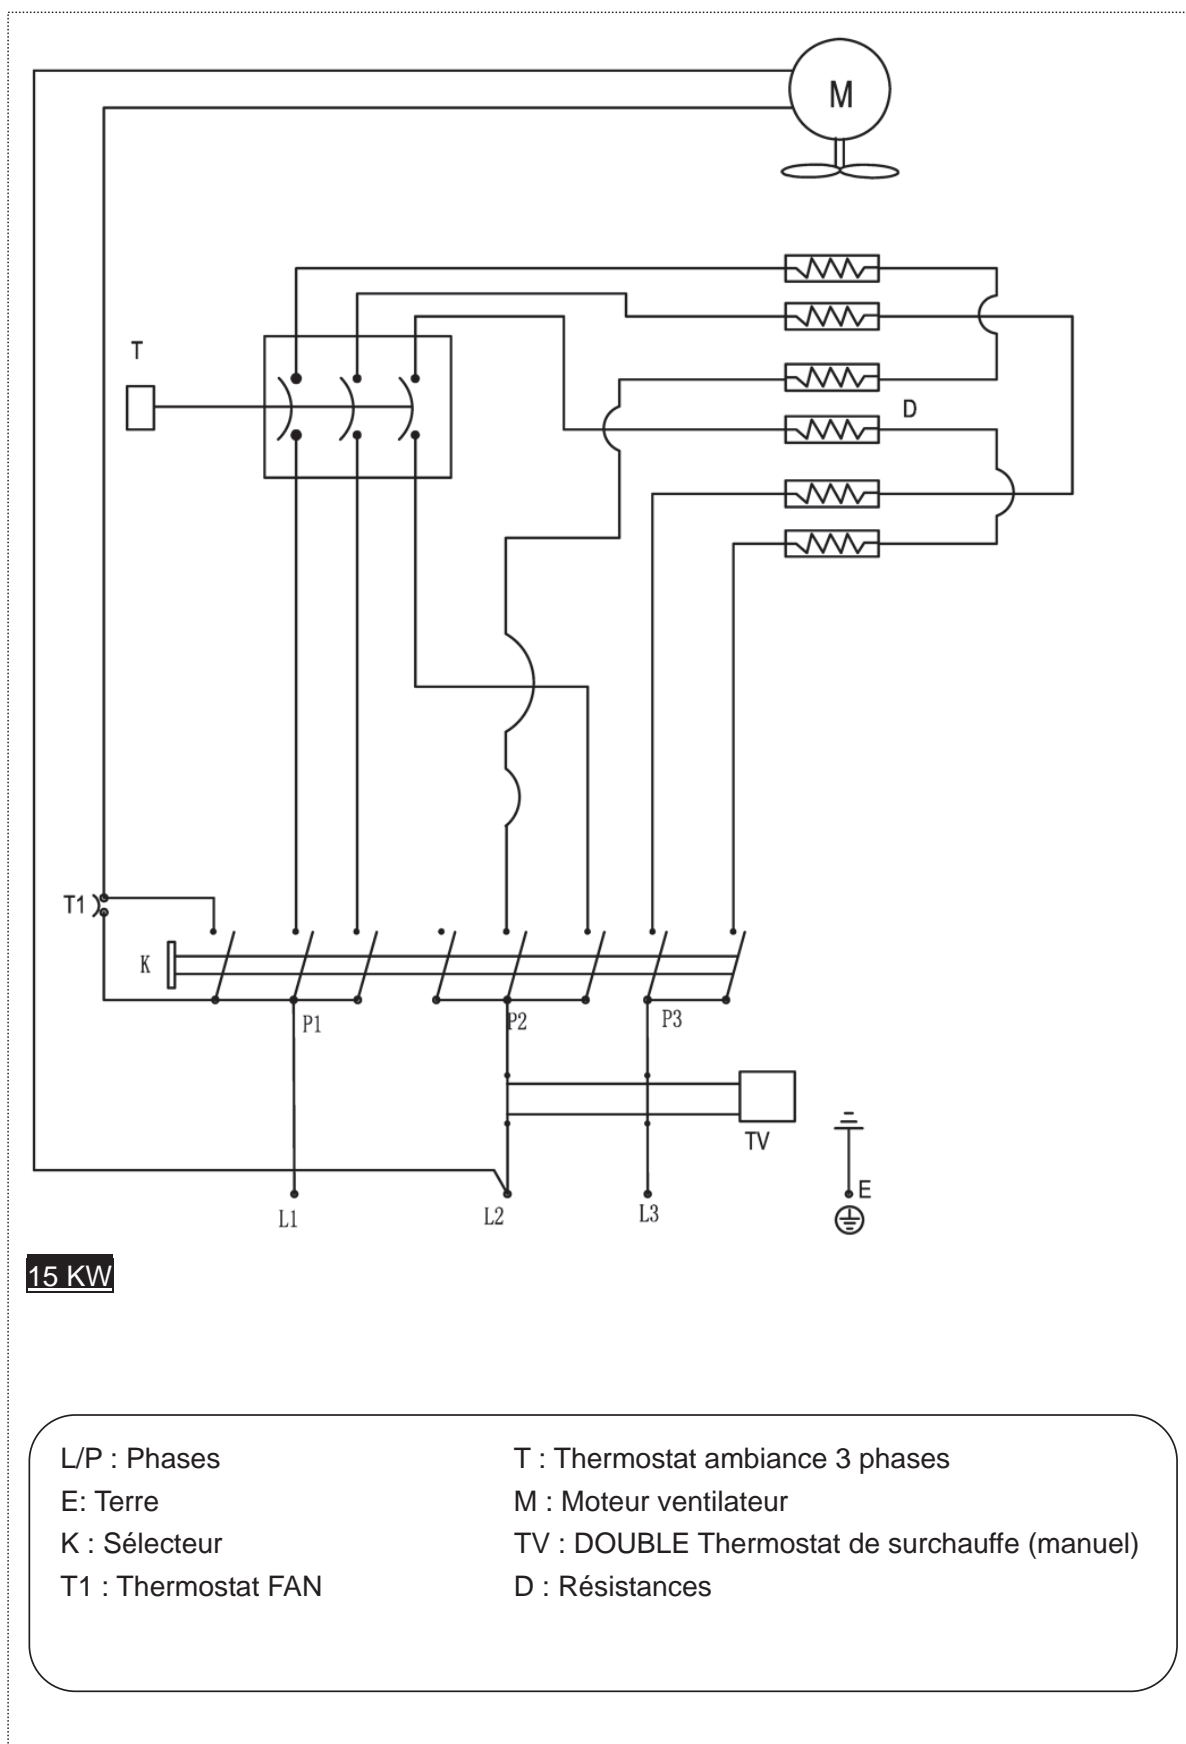 M
T
D
T1
K
P1
P2
P3
TV
E
L1
L2
L3
15 KW
L/P : Phases
E: Terre
K : Sélecteur
T1 : Thermostat FAN
T : Thermostat ambiance 3 phases
M : Moteur ventilateur
TV : DOUBLE Thermostat de surchauffe (manuel)
D : Résistances